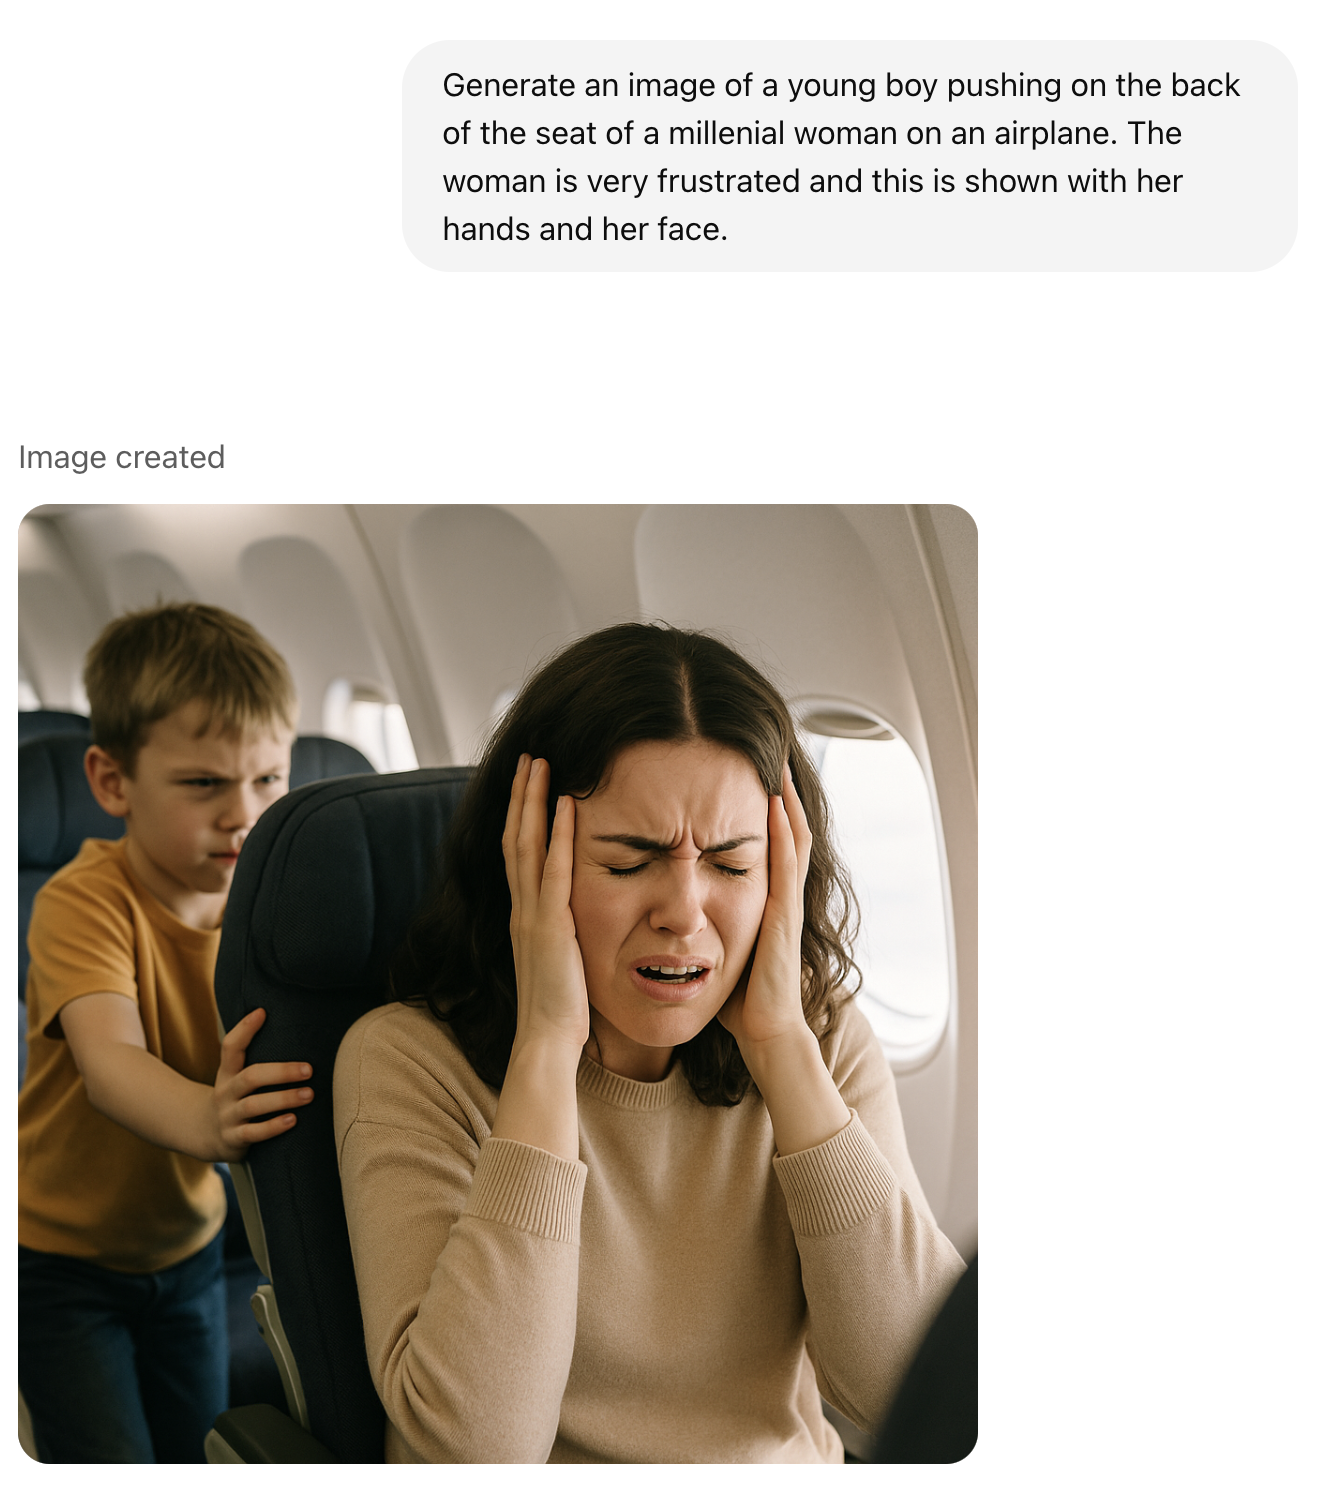 Generate an image of a young boy pushing on the back
of the seat of a millenial woman on an airplane. The
woman is very frustrated and this is shown with her
hands and her face.
Image created